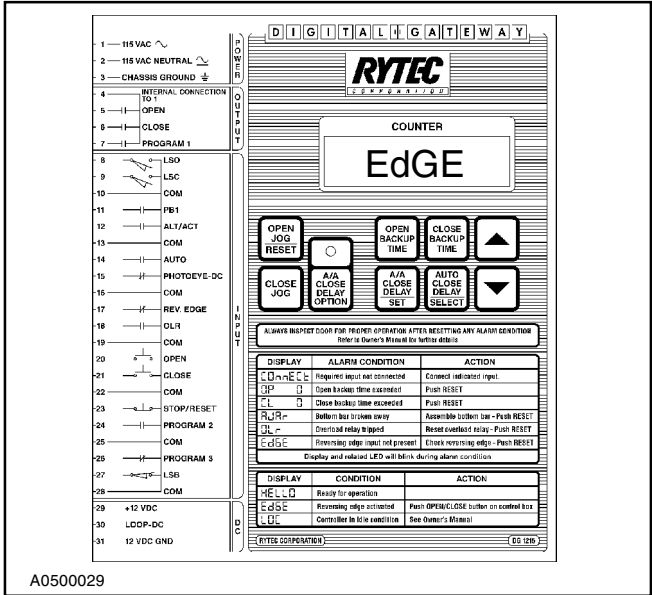 DIGITAL GATEWAY
1 115 VAC
2 115 VAC NEUTRAL
3 CHASSIS GROUND
POWER
4 INTERNAL CONNECTION
TO 1
5 OPEN
6 CLOSE
7 PROGRAM 1
OUTPUT
8 LSO
9 LSC
10 COM
11 PB1
12 ALT/ACT
13 COM
14 AUTO
15 PHOTOEYE-DC
16 COM
17 REV. EDGE
18 OLR
19 COM
20 OPEN
21 CLOSE
22 COM
23 STOP/RESET
24 PROGRAM 2
25 COM
26 PROGRAM 3
27 LSB
28 COM
INPUT
29 +12 VDC
30 LOOP-DC
31 12 VDC GND
DC
RYTEC
CORPORATION
COUNTER
EdGE
OPEN
JOG
RESET
OPEN
BACKUP
TIME
CLOSE
BACKUP
TIME
CLOSE
JOG
A/A
CLOSE
DELAY
OPTION
A/A
CLOSE
DELAY
SET
AUTO
CLOSE
DELAY
SELECT
ALWAYS INSPECT DOOR FOR PROPER OPERATION AFTER RESETTING ANY ALARM CONDITION
Refer to Owner's Manual for further details
DISPLAY ALARM CONDITION ACTION
COnnECt Required input not connected Connect indicated input.
OP 0 Open backup time exceeded Push RESET
CL 0 Close backup time exceeded Push RESET
AJAr Bottom bar broken away Assemble bottom bar - Push RESET
OLr Overload relay tripped Reset overload relay - Push RESET
EdGE Reversing edge input not present Check reversing edge - Push RESET
Display and related LED will blink during alarm condition
DISPLAY CONDITION ACTION
HELLO Ready for operation
EdGE Reversing edge activated Push OPEN/CLOSE button on control box
LOC Controller in idle condition See Owner's Manual
RYTEC CORPORATION DG 1215
A0500029